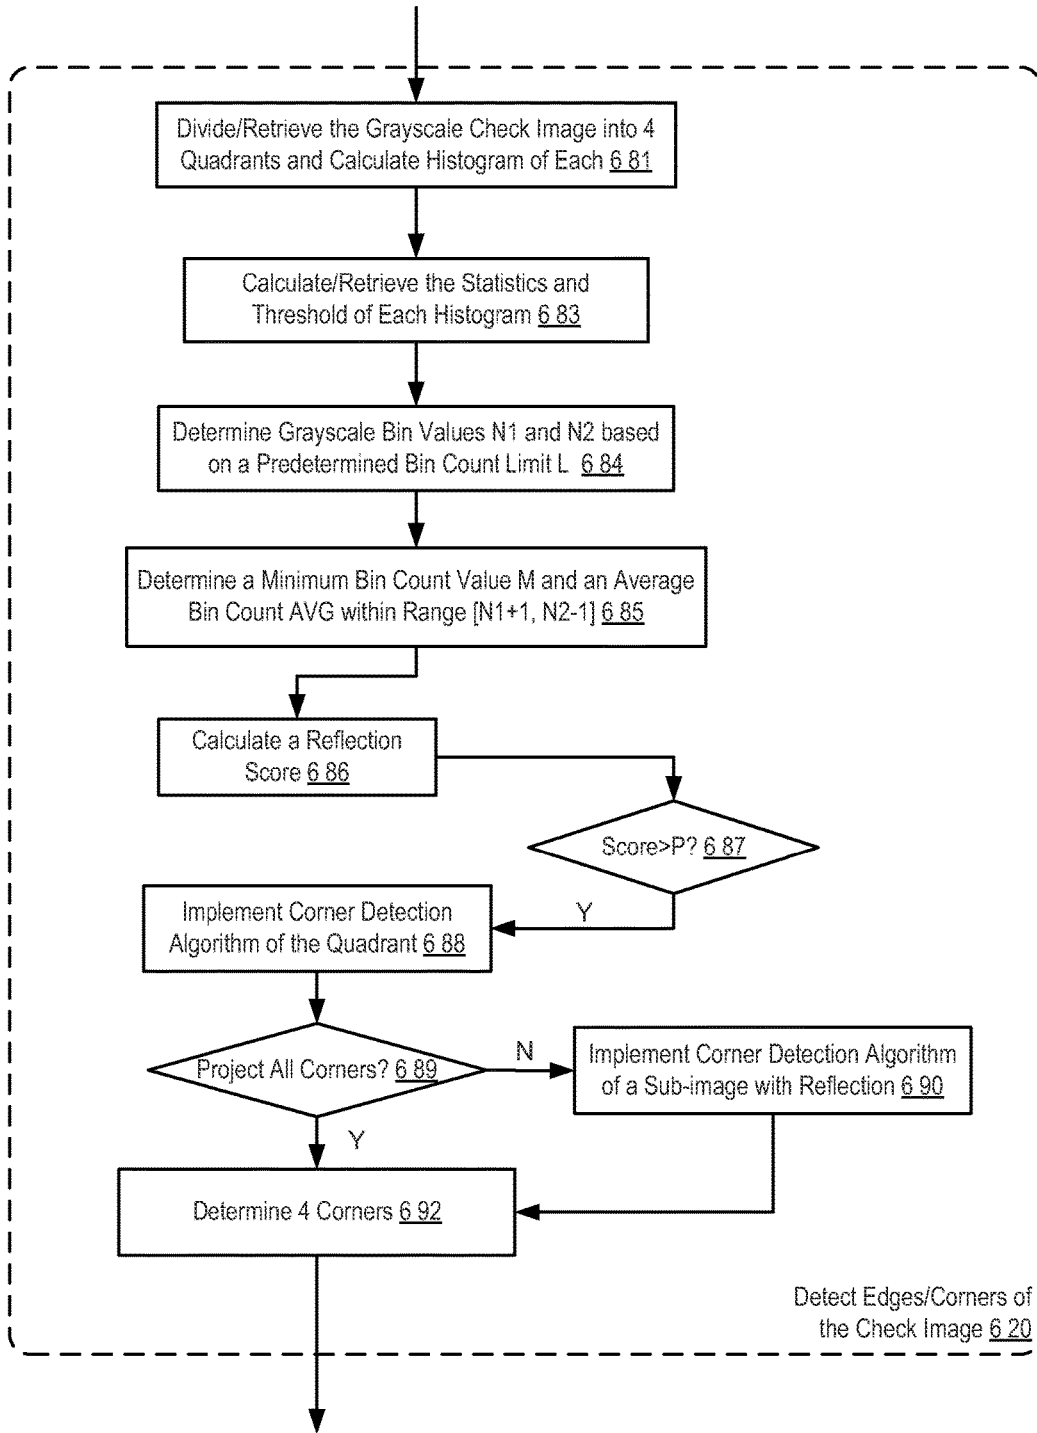 Divide/Retrieve the Grayscale Check Image into 4
Quadrants and Calculate Histogram of Each 6 81
Calculate/Retrieve the Statistics and
Threshold of Each Histogram 6 83
Determine Grayscale Bin Values N1 and N2 based
on a Predetermined Bin Count Limit L 6 84
Determine a Minimum Bin Count Value M and an Average
Bin Count AVG within Range [N1+1, N2-1] 6 85
Calculate a Reflection
Score 6 86
Score>P? 6 87
Y
Implement Corner Detection
Algorithm of the Quadrant 6 88
Project All Corners? 6 89
N
Implement Corner Detection Algorithm
of a Sub-image with Reflection 6 90
Y
Determine 4 Corners 6 92
Detect Edges/Corners of
the Check Image 6 20